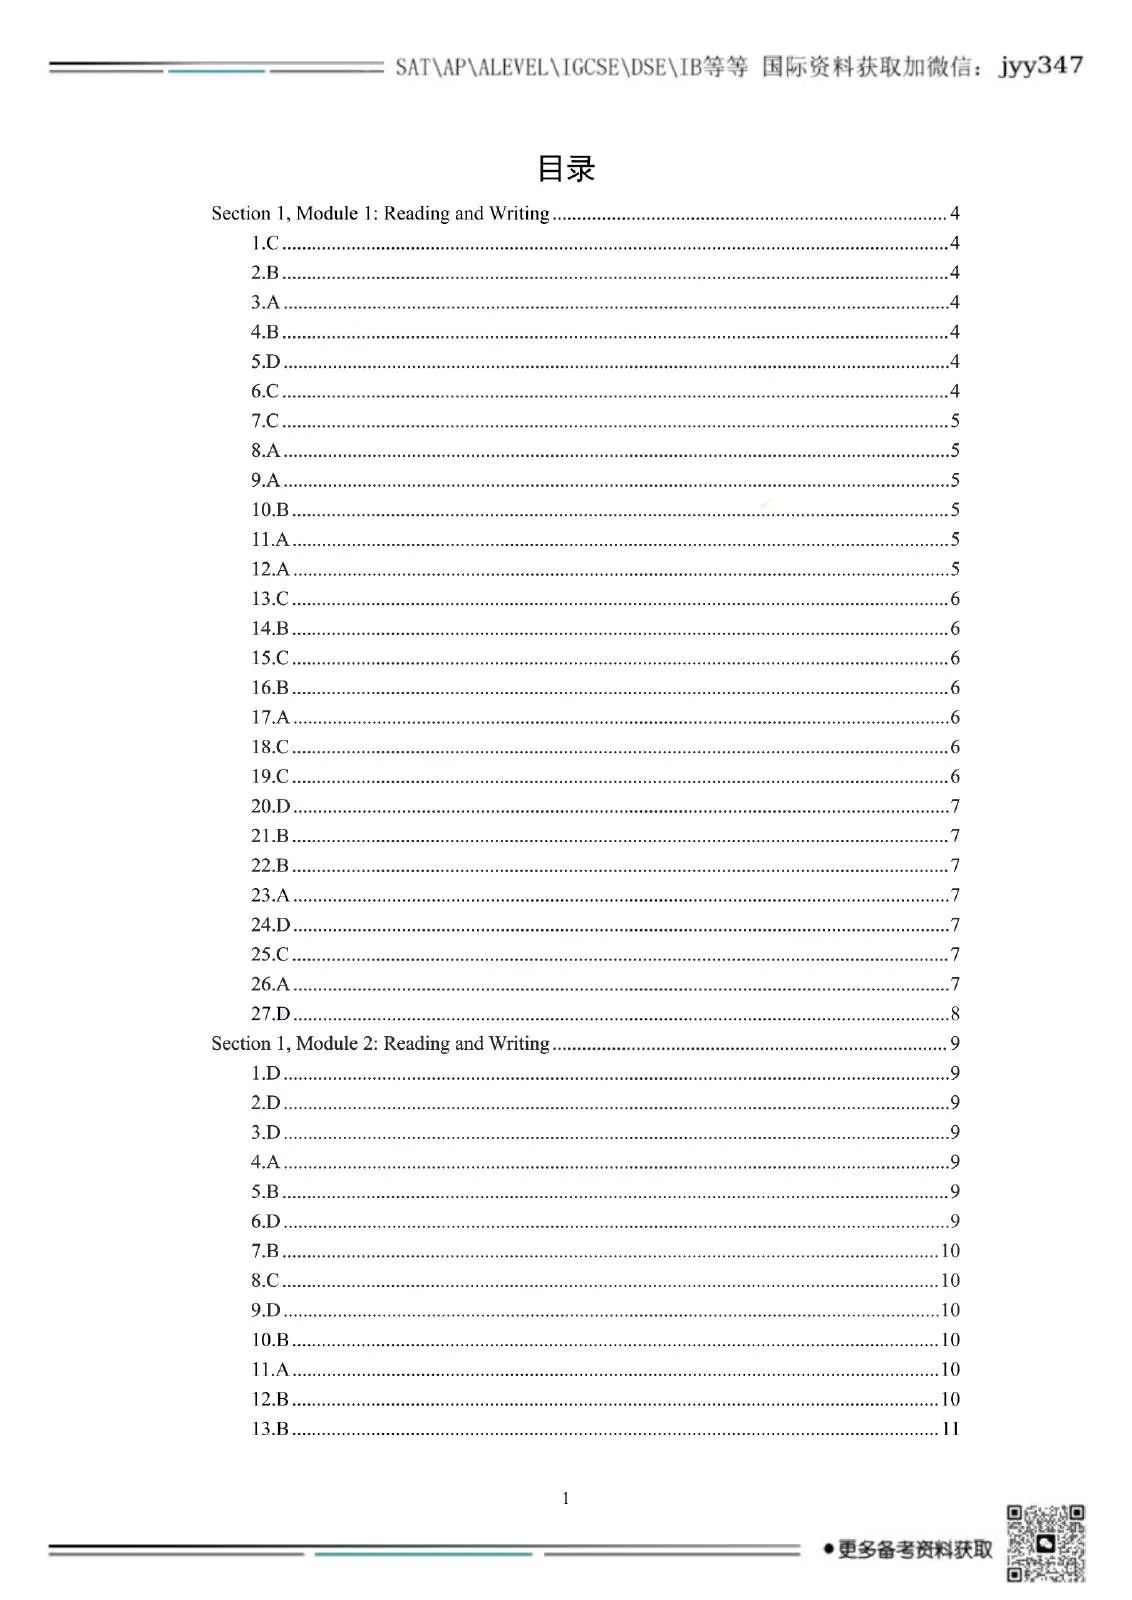 SAT\AP\ALEVEL\IGCSE\DSE\IB等等 国际资料获取加微信: jyy347
目录
Section 1, Module 1: Reading and Writing 4
1.C 4
2.B 4
3.A 4
4.B 4
5.D 4
6.C 4
7.C 5
8.A 5
9.A 5
10.B 5
11.A 5
12.A 5
13.C 6
14.B 6
15.C 6
16.B 6
17.A 6
18.C 6
19.C 6
20.D 7
21.B 7
22.B 7
23.A 7
24.D 7
25.C 7
26.A 7
27.D 8
Section 1, Module 2: Reading and Writing 9
1.D 9
2.D 9
3.D 9
4.A 9
5.B 9
6.D 9
7.B 10
8.C 10
9.D 10
10.B 10
11.A 10
12.B 10
13.B 11
1
●更多备考资料获取